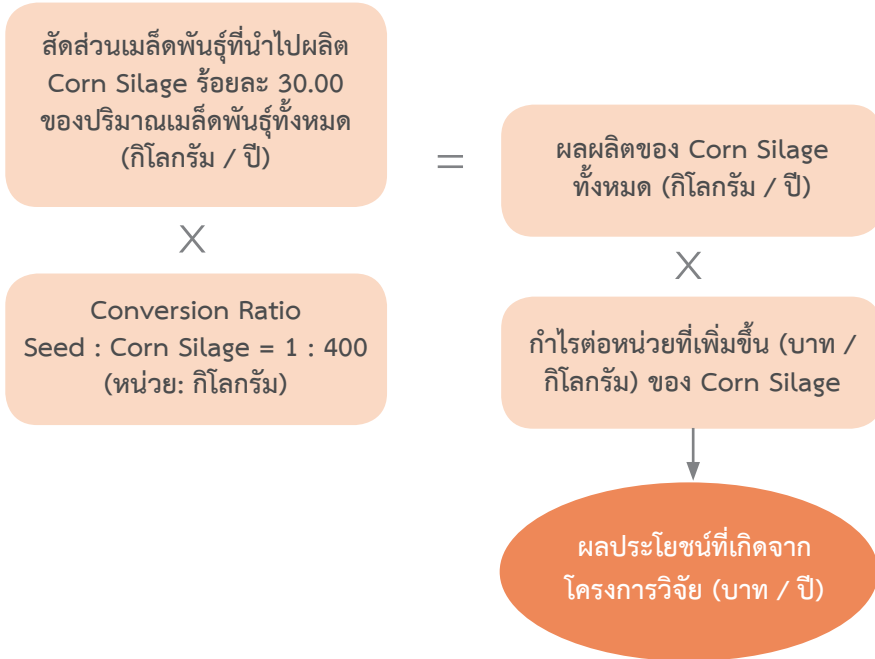 สัดส่วนเมล็ดพันธุ์ที่นำไปผลิต
Corn Silage ร้อยละ 30.00
ของปริมาณเมล็ดพันธุ์ทั้งหมด
(กิโลกรัม / ปี)
X
Conversion Ratio
Seed : Corn Silage = 1 : 400
(หน่วย: กิโลกรัม)
=
ผลผลิตของ Corn Silage
ทั้งหมด (กิโลกรัม / ปี)
X
กำไรต่อหน่วยที่เพิ่มขึ้น (บาท /
กิโลกรัม) ของ Corn Silage
ผลประโยชน์ที่เกิดจาก
โครงการวิจัย (บาท / ปี)